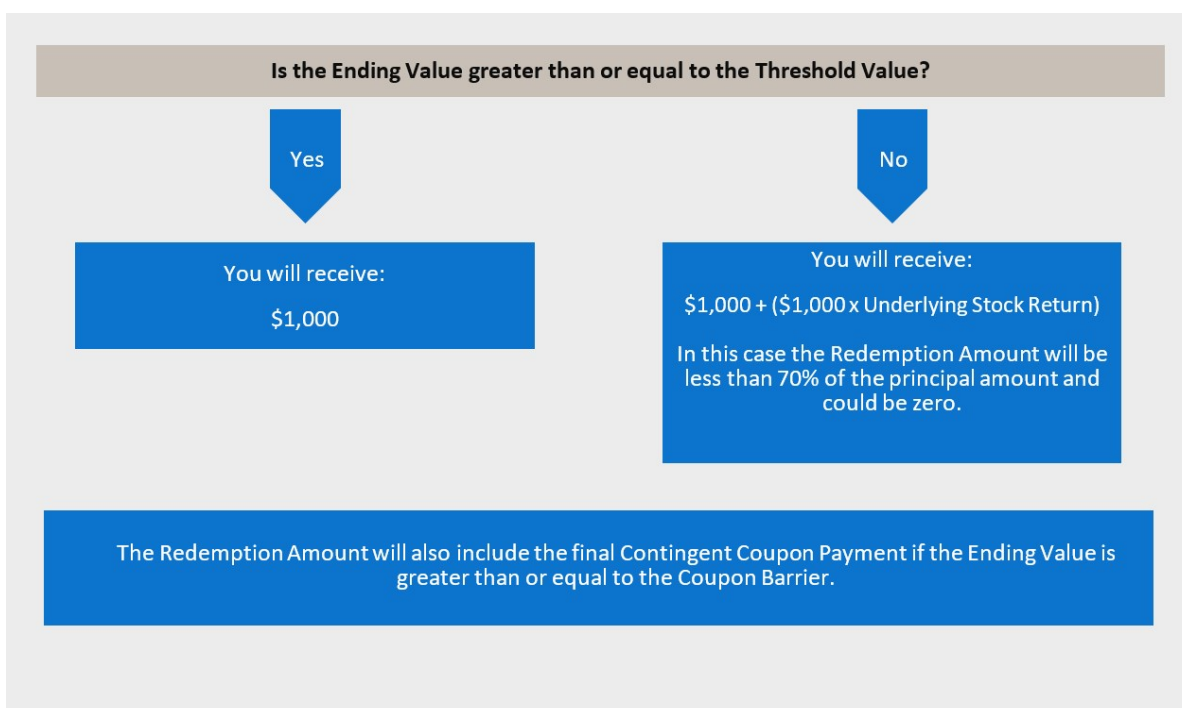 Is the Ending Value greater than or equal to the Threshold Value?
Yes
No
You will receive:
$1,000
You will receive:
$1,000 + ($1,000 x Underlying Stock Return)
In this case the Redemption Amount will be
less than 70% of the principal amount and
could be zero.
The Redemption Amount will also include the final Contingent Coupon Payment if the Ending Value is
greater than or equal to the Coupon Barrier.